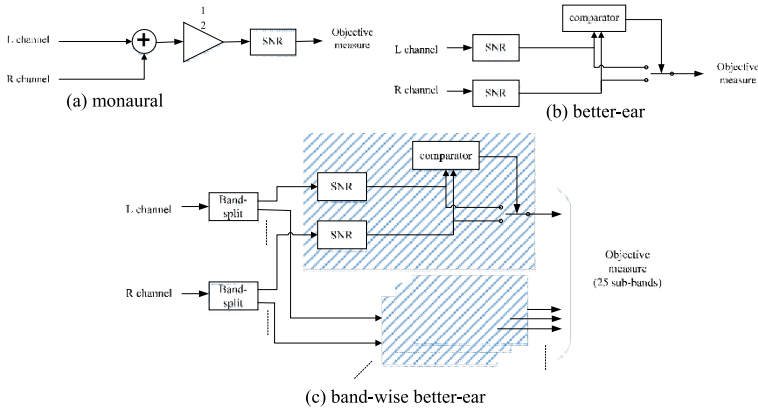 L channel
R channel
+
1
2
SNR
Objective
measure
(a) monaural
comparator
L channel
SNR
R channel
SNR
Objective
measure
(b) better-ear
comparator
SNR
SNR
L channel
Band-
split
R channel
Band-
split
Objective
measure
(25 sub-bands)
(c) band-wise better-ear